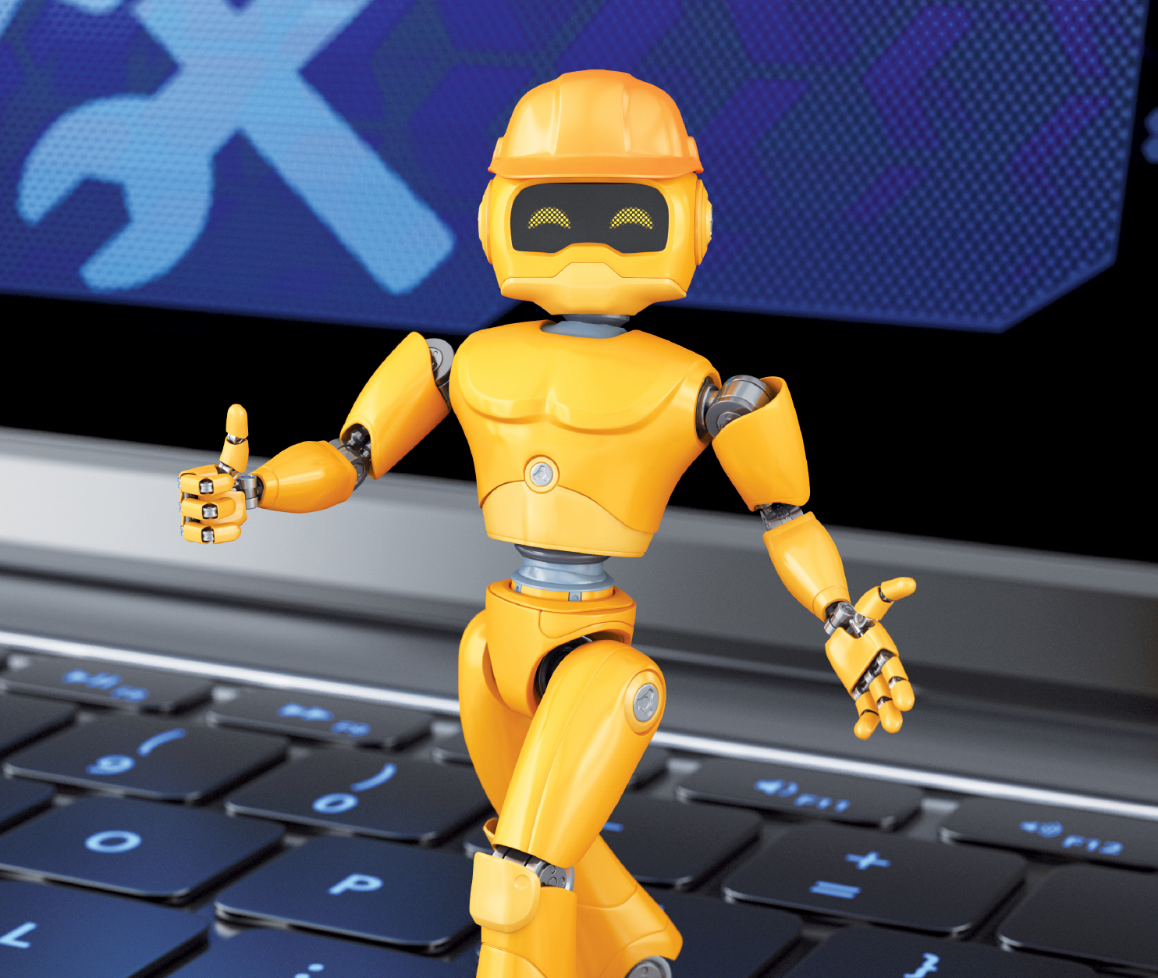 F11 F12
( ) +
9 0 - =
O P }
L